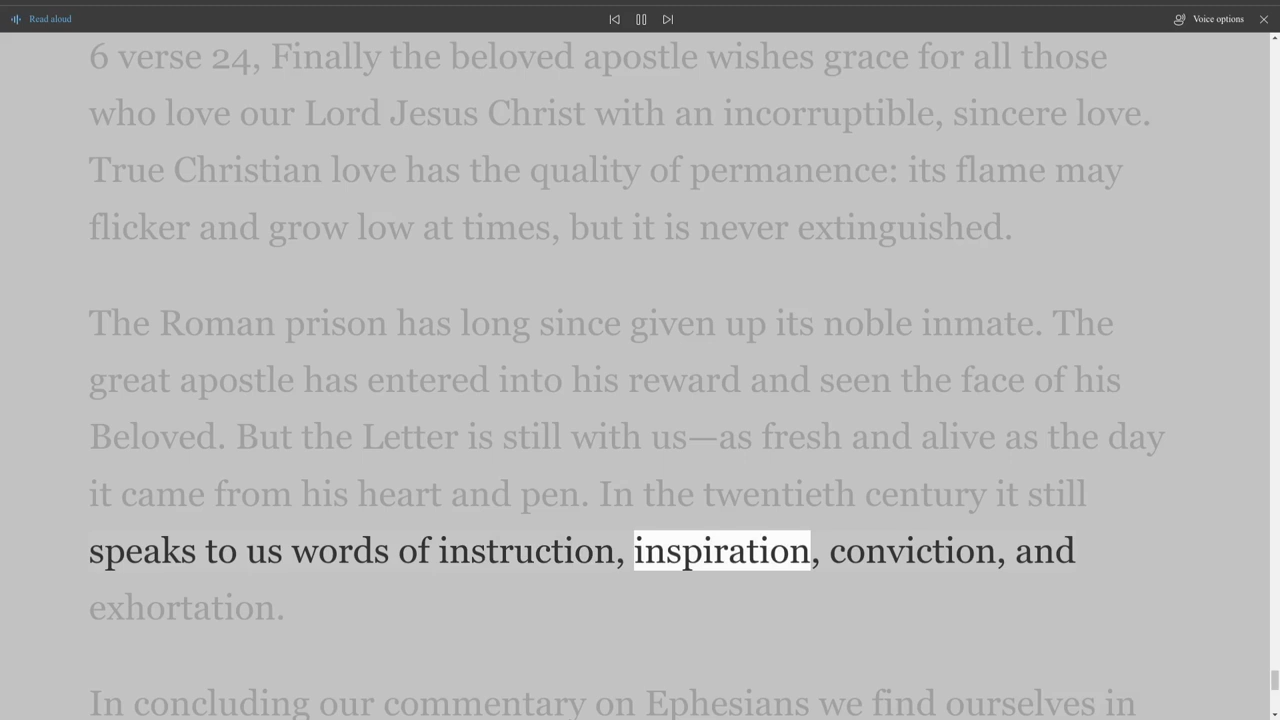 Read aloud
Voice options
6 verse 24, Finally the beloved apostle wishes grace for all those
who love our Lord Jesus Christ with an incorruptible, sincere love.
True Christian love has the quality of permanence: its flame may
flicker and grow low at times, but it is never extinguished.
The Roman prison has long since given up its noble inmate. The
great apostle has entered into his reward and seen the face of his
Beloved. But the Letter is still with us—as fresh and alive as the day
it came from his heart and pen. In the twentieth century it still
speaks to us words of instruction, inspiration, conviction, and
exhortation.
In concluding our commentary on Ephesians we find ourselves in